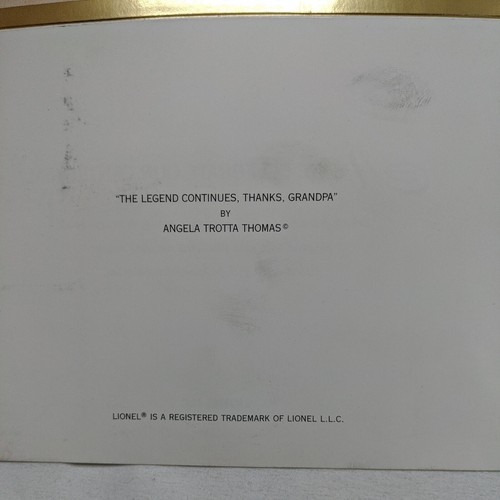 "THE LEGEND CONTINUES, THANKS, GRANDPA"
BY
ANGELA TROTTA THOMAS©
LIONEL® IS A REGISTERED TRADEMARK OF LIONEL L.L.C.